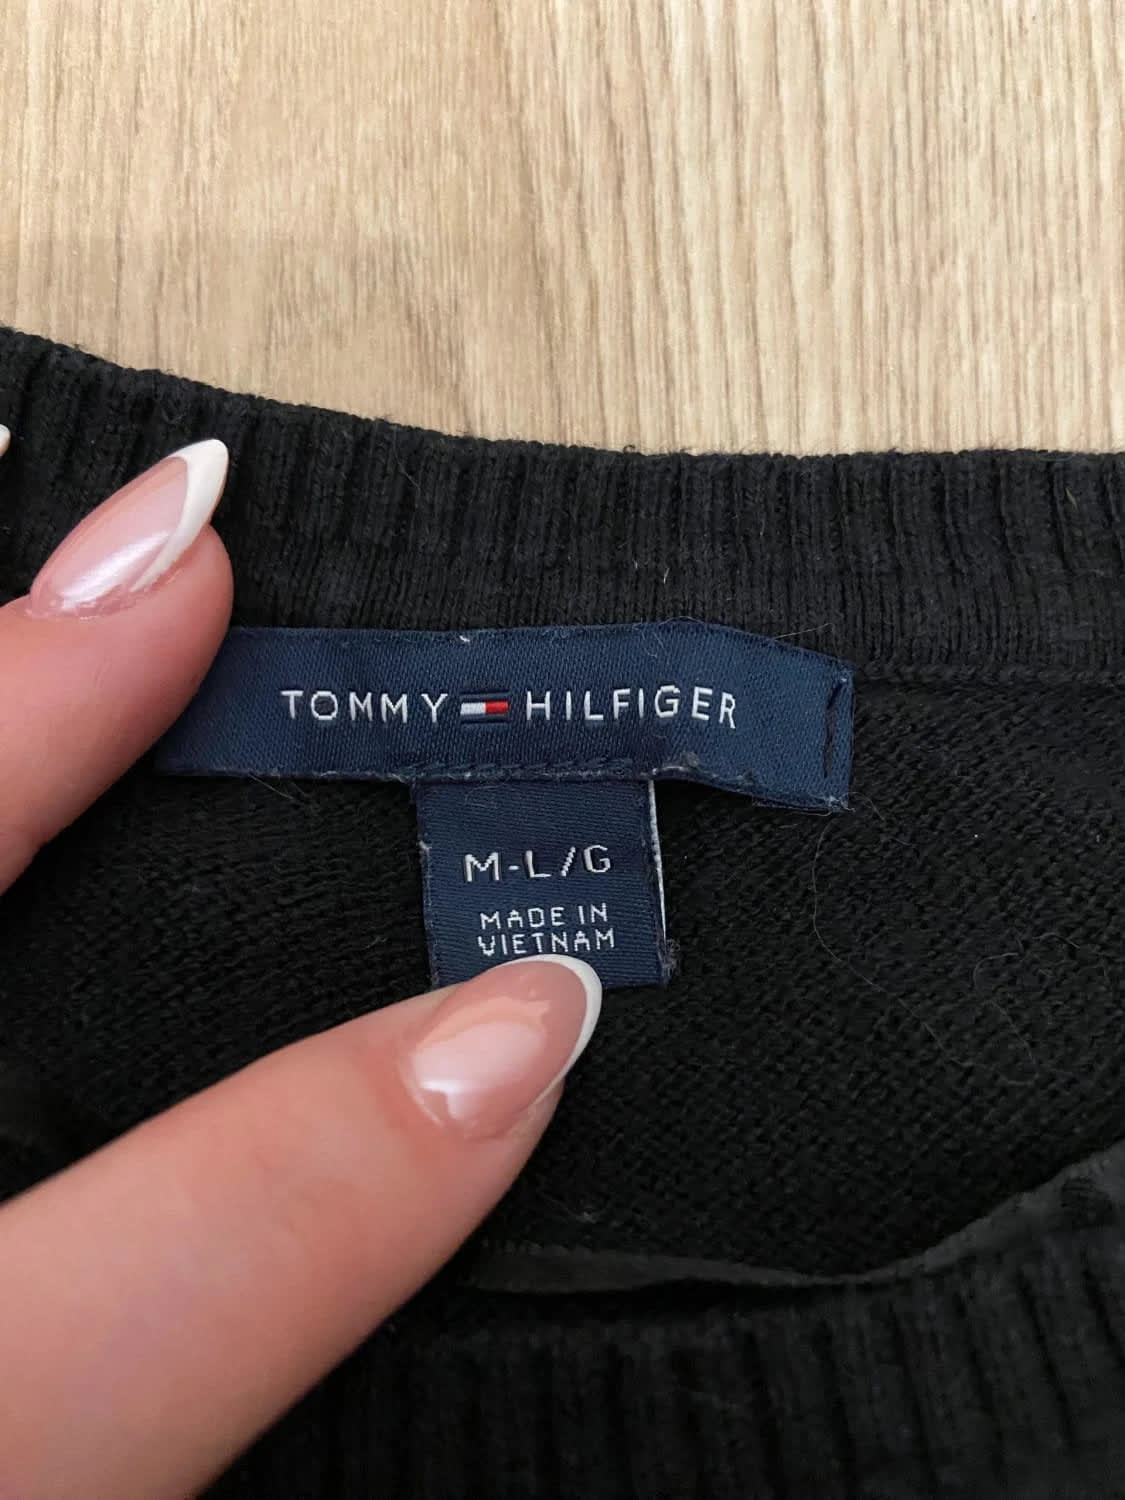 TOMMY HILFIGER
M-L/G
MADE IN
VIETNAM